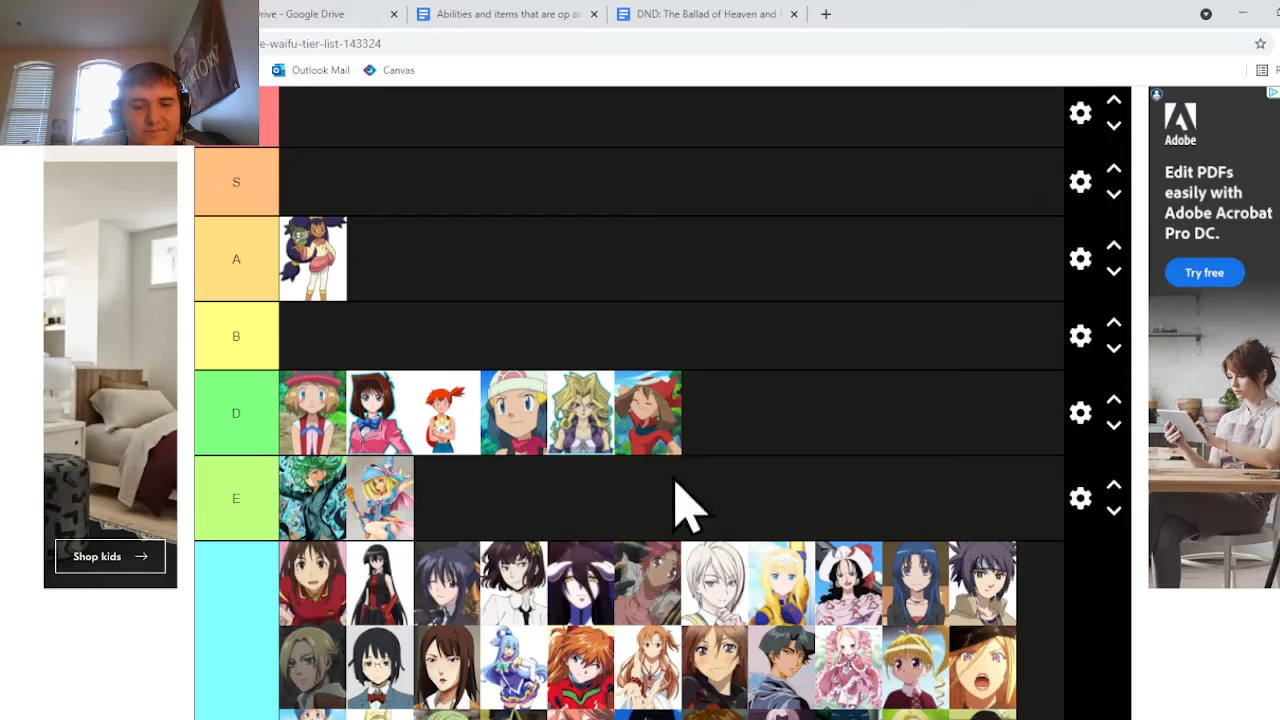 Drive - Google Drive
Abilities and items that are op an
DND: The Ballad of Heaven and
e-waifu-tier-list-143324
Outlook Mail
Canvas
S
A
B
D
E
Shop kids
Adobe
Edit PDFs
easily with
Adobe Acrobat
Pro DC.
Try free